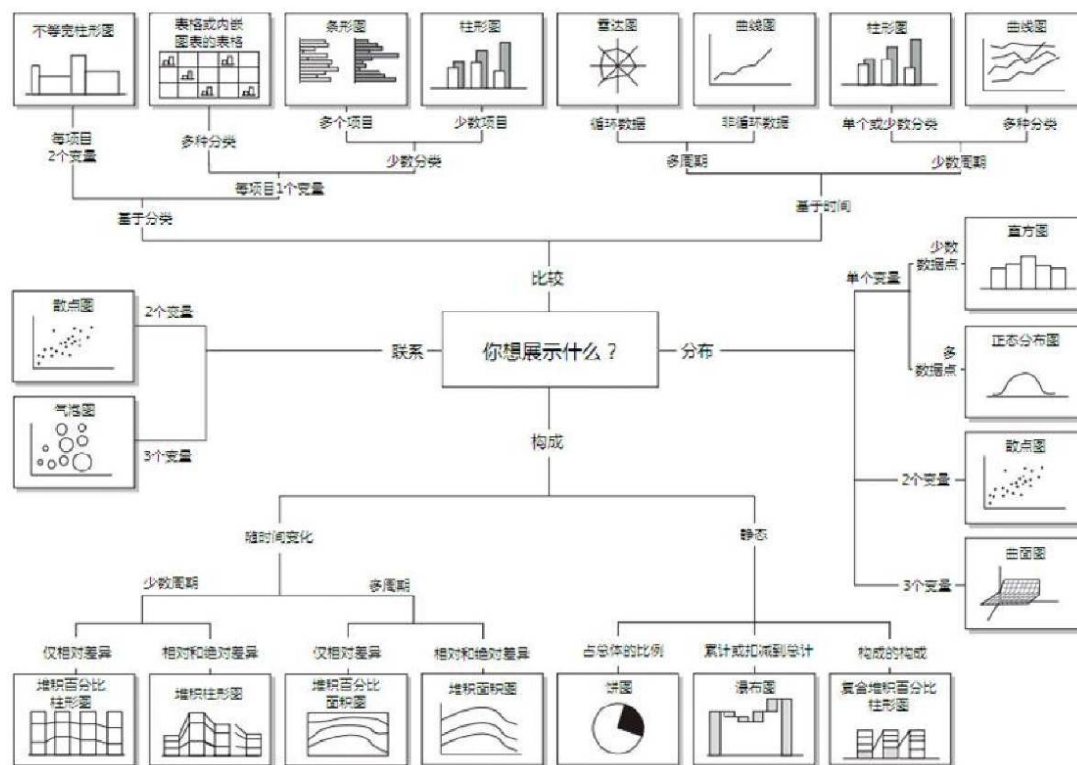 不等宽柱形图
表格或内嵌
图表的表格
条形图
柱形图
雷达图
曲线图
柱形图
曲线图
每项目
2个变量
多种分类
多个项目
少数项目
循环数据
非循环数据
单个或少数分类
多种分类
少数分类
多周期
少数周期
每项目1个变量
基于分类
基于时间
比较
单个变量
少数
数据点
直方图
散点图
2个变量
联系
你想展示什么？
分布
多
数据点
正态分布图
气泡图
3个变量
构成
2个变量
散点图
随时间变化
静态
3个变量
曲面图
少数周期
多周期
仅相对差异
相对和绝对差异
仅相对差异
相对和绝对差异
占总体的比例
累计或扣减到总计
构成的构成
堆积百分比
柱形图
堆积柱形图
堆积百分比
面积图
堆积面积图
饼图
瀑布图
复合堆积百分比
柱形图